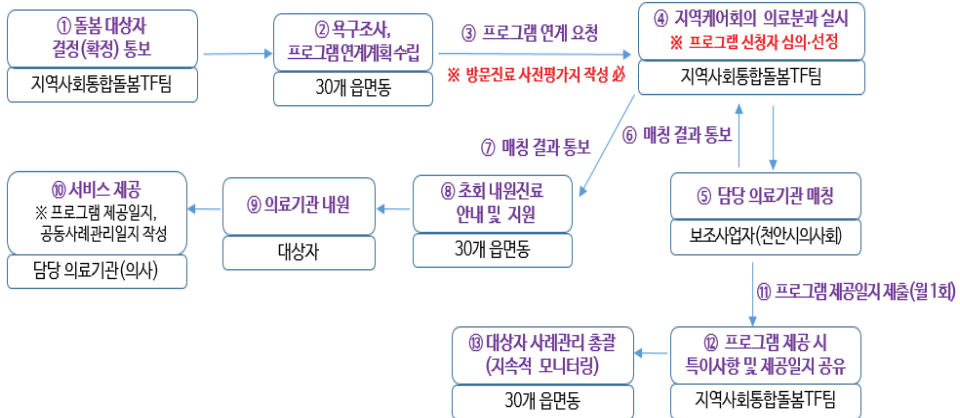 ① 돌봄 대상자
결정(확정) 통보
지역사회통합돌봄TF팀
② 욕구조사,
프로그램 연계계획 수립
30개 읍면동
③ 프로그램 연계 요청
※ 방문진료 사전평가지 작성 必
④ 지역케어회의 의료분과 실시
※ 프로그램 신청자 심의·선정
지역사회통합돌봄TF팀
⑤ 담당 의료기관 매칭
보조사업자(천안시의사회)
⑥ 매칭 결과 통보
⑦ 매칭 결과 통보
⑧ 초회 내원진료
안내 및 지원
30개 읍면동
⑨ 의료기관 내원
대상자
⑩ 서비스 제공
※ 프로그램 제공일지,
공동사례관리일지 작성
담당 의료기관(의사)
⑪ 프로그램 제공일지 제출(월 1회)
⑫ 프로그램 제공 시
특이사항 및 제공일지 공유
지역사회통합돌봄TF팀
⑬ 대상자 사례관리 총괄
(지속적 모니터링)
30개 읍면동